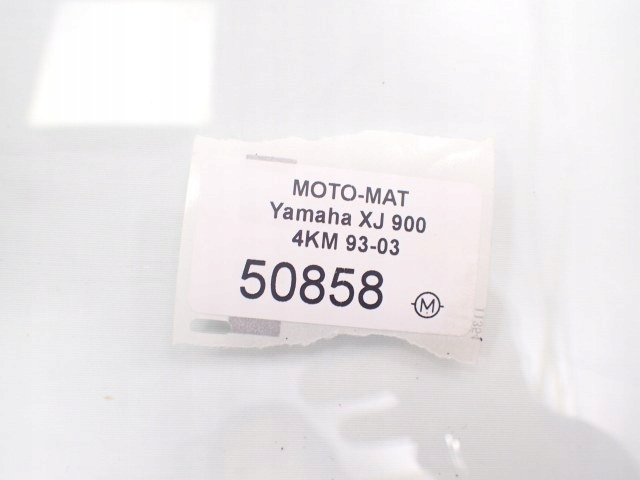 MOTO-MAT
Yamaha XJ 900
4KM 93-03
50858 M